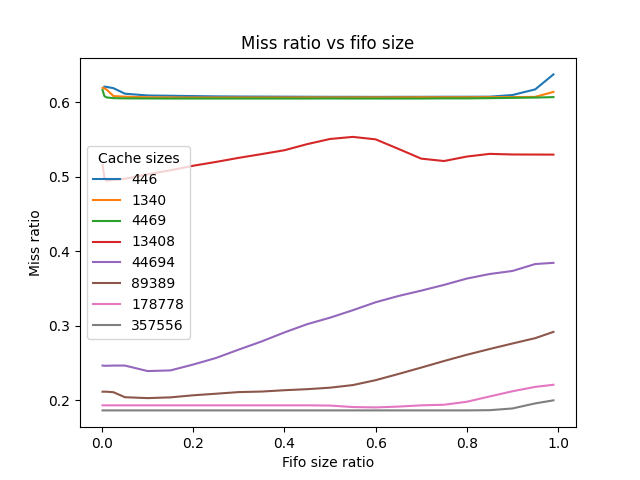 Miss ratio vs fifo size
Miss ratio
0.6
0.5
0.4
0.3
0.2
Cache sizes
446
1340
4469
13408
44694
89389
178778
357556
0.0 0.2 0.4 0.6 0.8 1.0
Fifo size ratio